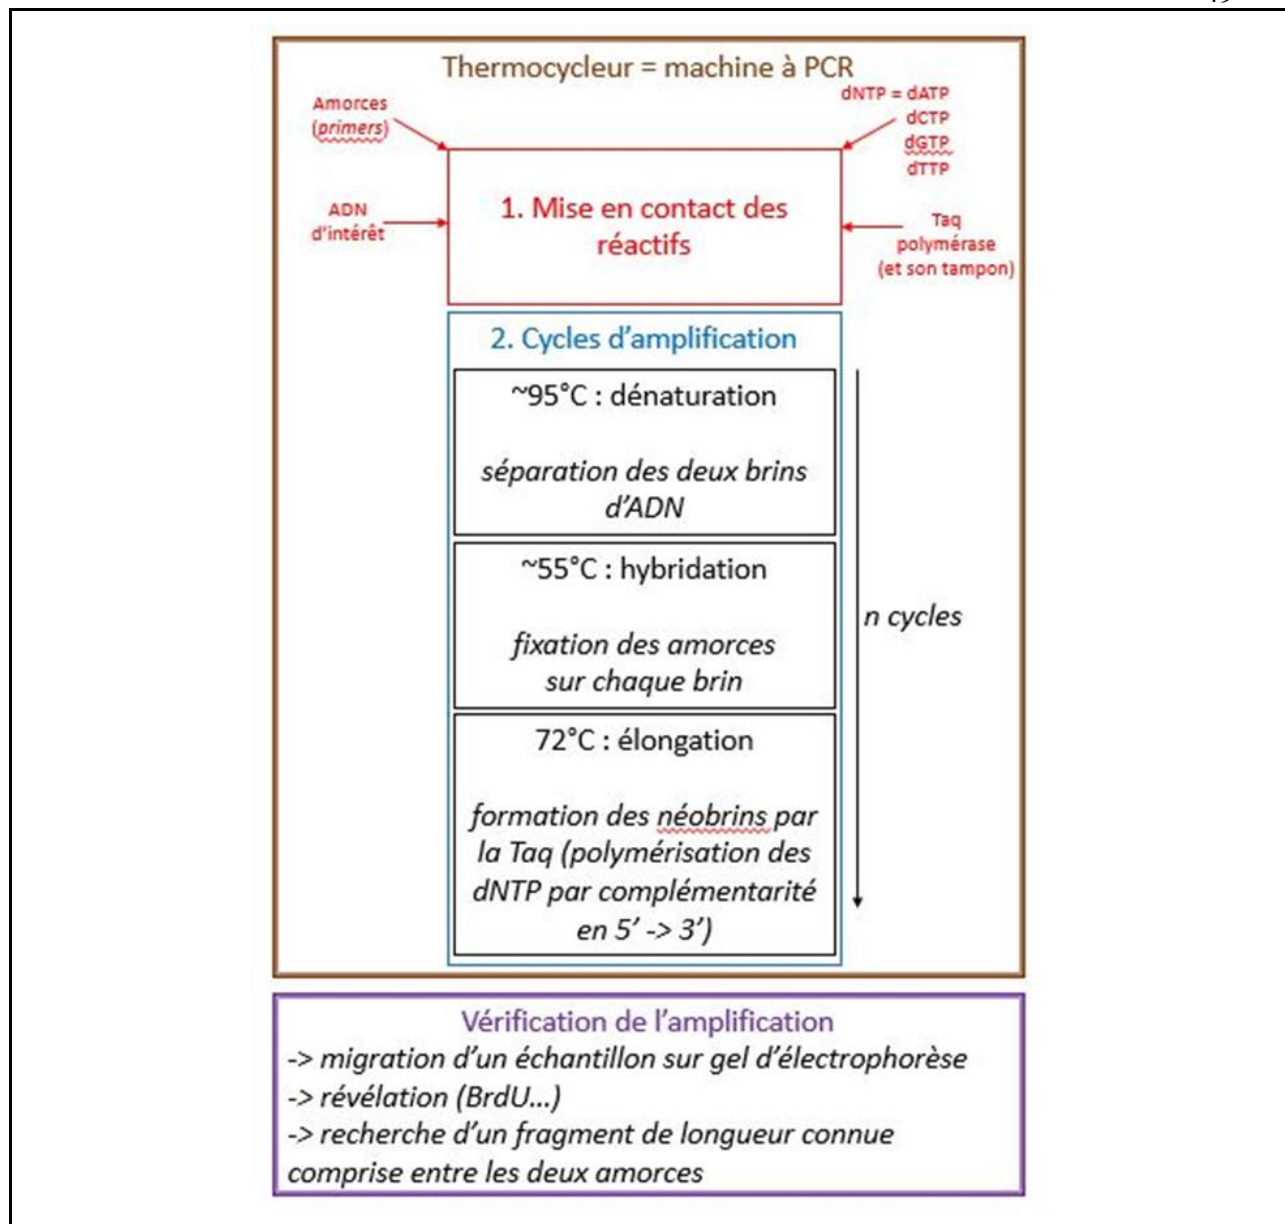 Thermocycleur = machine à PCR
Amorces
(primers)
dNTP = dATP
dCTP
dGTP
dTTP
ADN
d'intérêt
1. Mise en contact des
réactifs
Taq
polymérase
(et son tampon)
2. Cycles d'amplification
~95°C : dénaturation
séparation des deux brins
d'ADN
~55°C : hybridation
fixation des amorces
sur chaque brin
n cycles
72°C : élongation
formation des néobrins par
la Taq (polymérisation des
dNTP par complémentarité
en 5' -> 3')
Vérification de l'amplification
-> migration d'un échantillon sur gel d'électrophorèse
-> révélation (BrdU...)
-> recherche d'un fragment de longueur connue
comprise entre les deux amorces